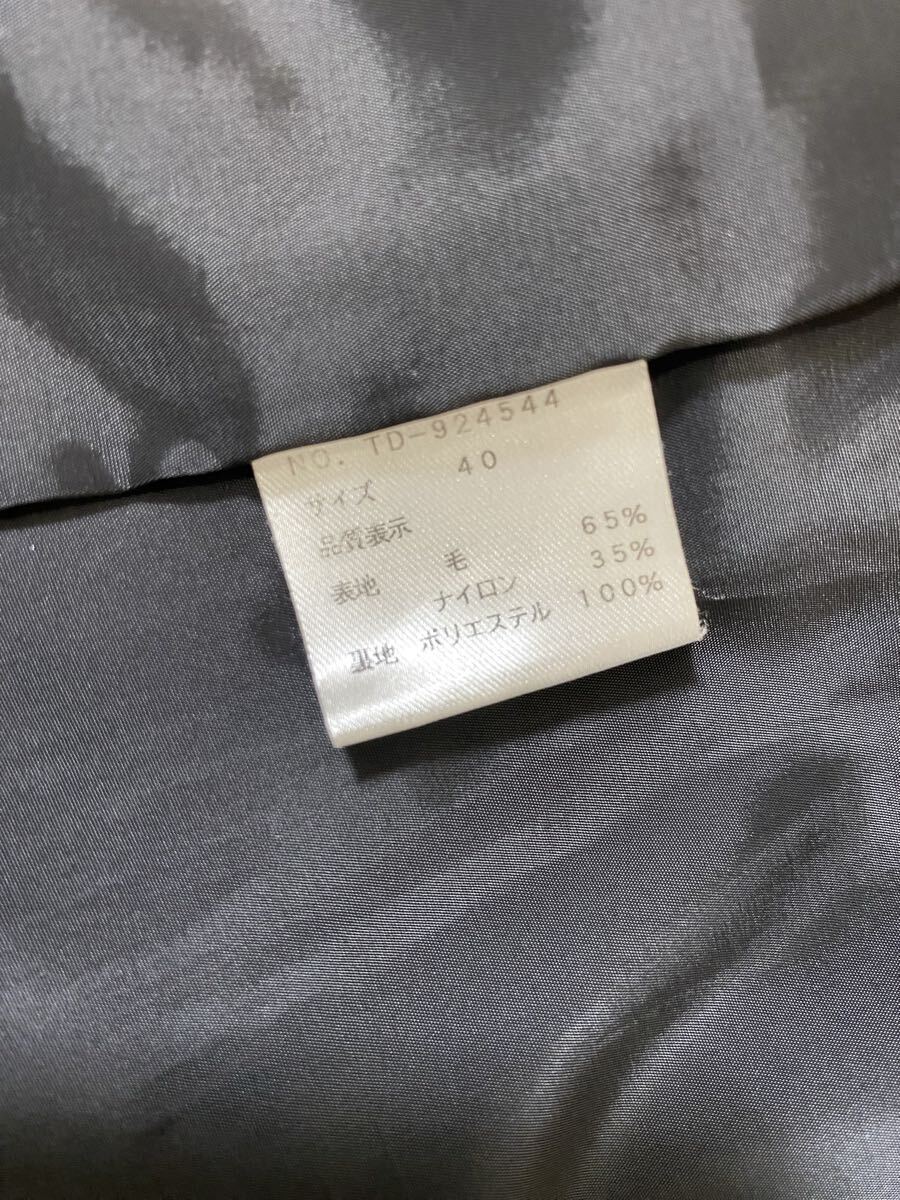 NO. TD-924544
サイズ 40
品質表示
表地 毛 65%
ナイロン 35%
裏地 ポリエステル 100%